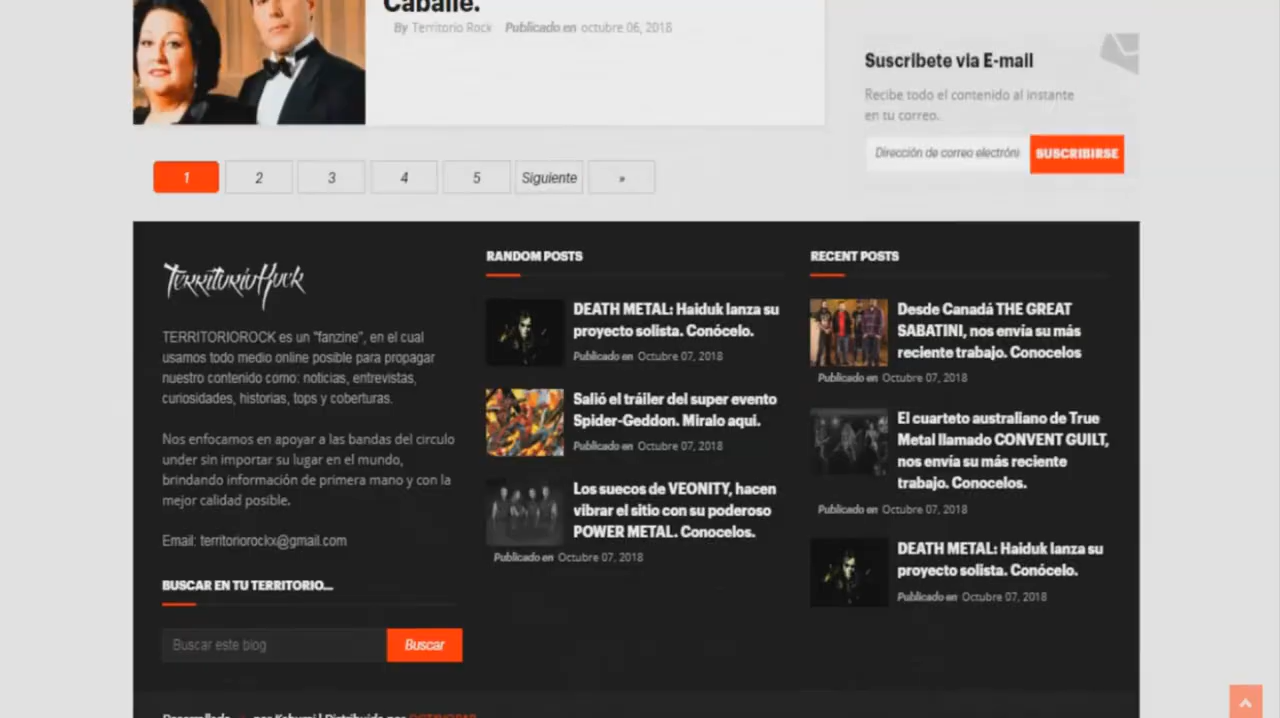 Caballé.
By Territorio Rock Publicado en octubre 06, 2018
Suscribete via E-mail
Recibe todo el contenido al instante
en tu correo.
Dirección de correo electróni
SUSCRIBIRSE
1 2 3 4 5 Siguiente »
TerritorioRock
TERRITORIOROCK es un "fanzine", en el cual
usamos todo medio online posible para propagar
nuestro contenido como: noticias, entrevistas,
curiosidades, historias, tops y coberturas.
Nos enfocamos en apoyar a las bandas del circulo
under sin importar su lugar en el mundo,
brindando información de primera mano y con la
mejor calidad posible.
Email: territoriorockx@gmail.com
BUSCAR EN TU TERRITORIO...
Buscar este blog
Buscar
RANDOM POSTS
DEATH METAL: Haiduk lanza su
proyecto solista. Conócelo.
Publicado en Octubre 07, 2018
Salió el tráiler del super evento
Spider-Geddon. Miralo aqui.
Publicado en Octubre 07, 2018
Los suecos de VEONITY, hacen
vibrar el sitio con su poderoso
POWER METAL. Conocelos.
Publicado en Octubre 07, 2018
RECENT POSTS
Desde Canadá THE GREAT
SABATINI, nos envía su más
reciente trabajo. Conocelos
Publicado en Octubre 07, 2018
El cuarteto australiano de True
Metal llamado CONVENT GUILT,
nos envía su más reciente
trabajo. Conocelos.
Publicado en Octubre 07, 2018
DEATH METAL: Haiduk lanza su
proyecto solista. Conócelo.
Publicado en Octubre 07, 2018
Desarrollado por Kabumi | Distribuido por